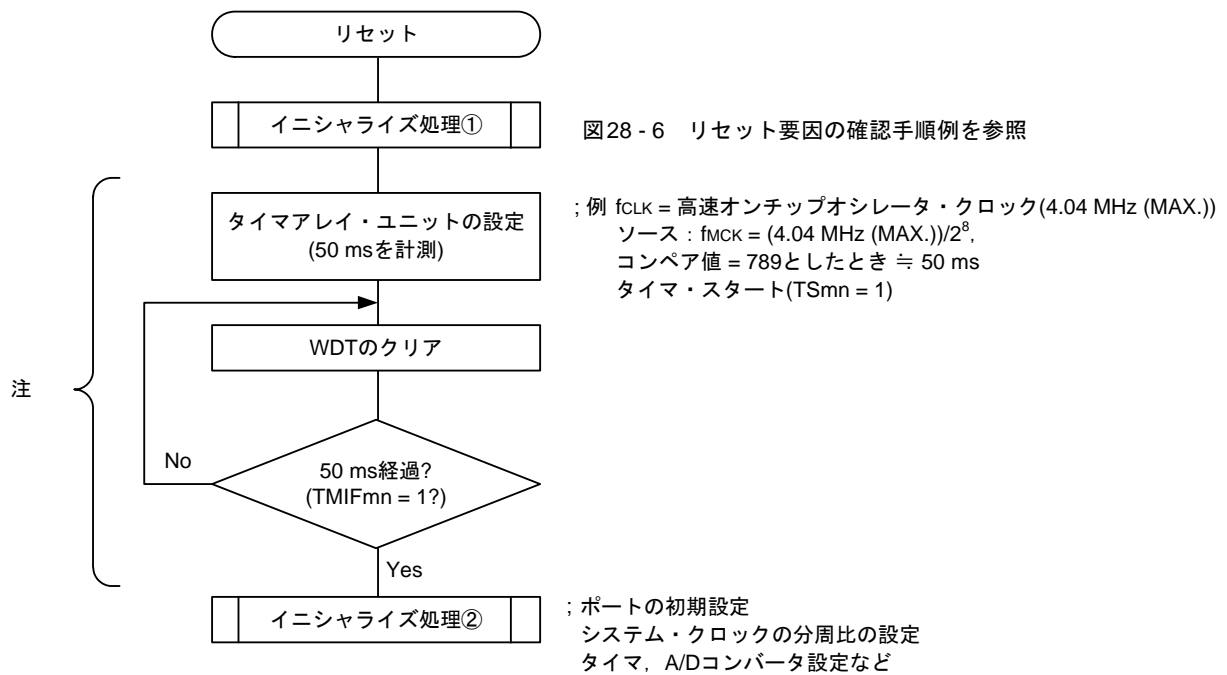 リセット
イニシャライズ処理①
図28 - 6 リセット要因の確認手順例を参照
タイマアレイ・ユニットの設定
(50 msを計測)
; 例 fCLK = 高速オンチップオシレータ・クロック(4.04 MHz (MAX.))
ソース : fMCK = (4.04 MHz (MAX.))/2⁸,
コンペア値 = 789としたとき ≒ 50 ms
タイマ・スタート(TSmn = 1)
WDTのクリア
注
No
50 ms経過?
(TMIFmn = 1?)
Yes
イニシャライズ処理②
; ポートの初期設定
システム・クロックの分周比の設定
タイマ,A/Dコンバータ設定など